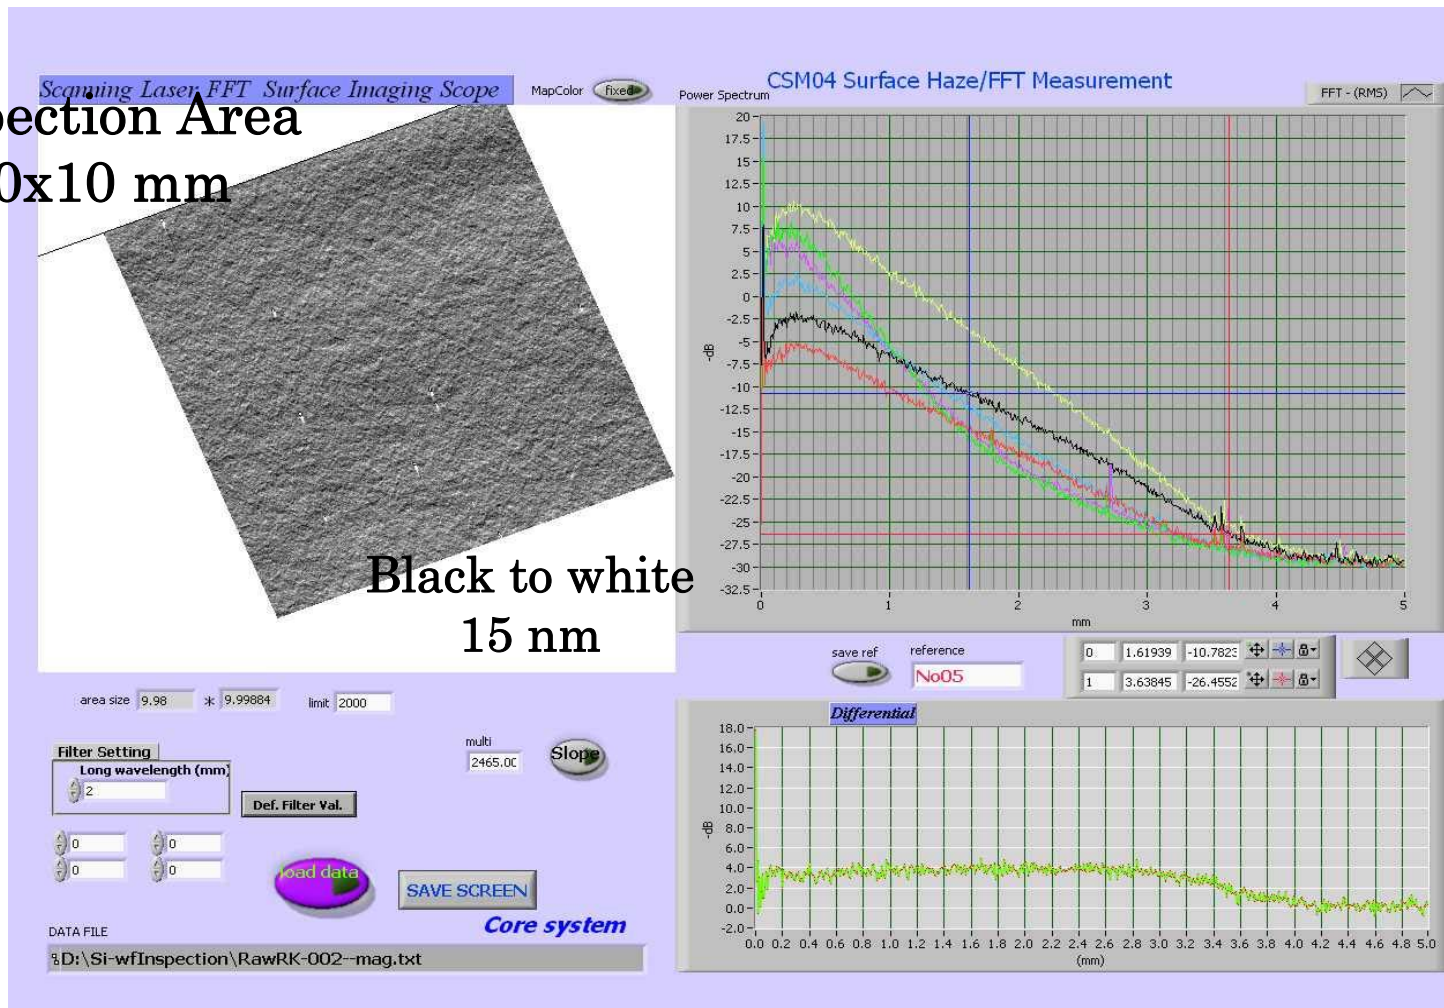 Scanning Laser FFT Surface Imaging Scope
MapColor
fixed
Power Spectrum
CSM04 Surface Haze/FFT Measurement
FFT - (RMS)
pection Area
0x10 mm
Black to white
15 nm
20
17.5
15
12.5
10
7.5
5
2.5
0
-2.5
-5
-7.5
-10
-12.5
-15
-17.5
-20
-22.5
-25
-27.5
-30
-32.5
-dB
0 1 2 3 4 5
mm
save ref
reference
No05
0 1.61939 -10.7823
1 3.63845 -26.4552
area size 9.98 * 9.99884 limit 2000
Filter Setting
Long wavelength (mm)
2
Def. Filter Val.
multi
2465.00
Slope
0 0
0 0
load data
SAVE SCREEN
Core system
DATA FILE
%D:\Si-wfInspection\RawRK-002--mag.txt
Differential
18.0
16.0
14.0
12.0
10.0
8.0
6.0
4.0
2.0
0.0
-2.0
-dB
0.0 0.2 0.4 0.6 0.8 1.0 1.2 1.4 1.6 1.8 2.0 2.2 2.4 2.6 2.8 3.0 3.2 3.4 3.6 3.8 4.0 4.2 4.4 4.6 4.8 5.0
(mm)